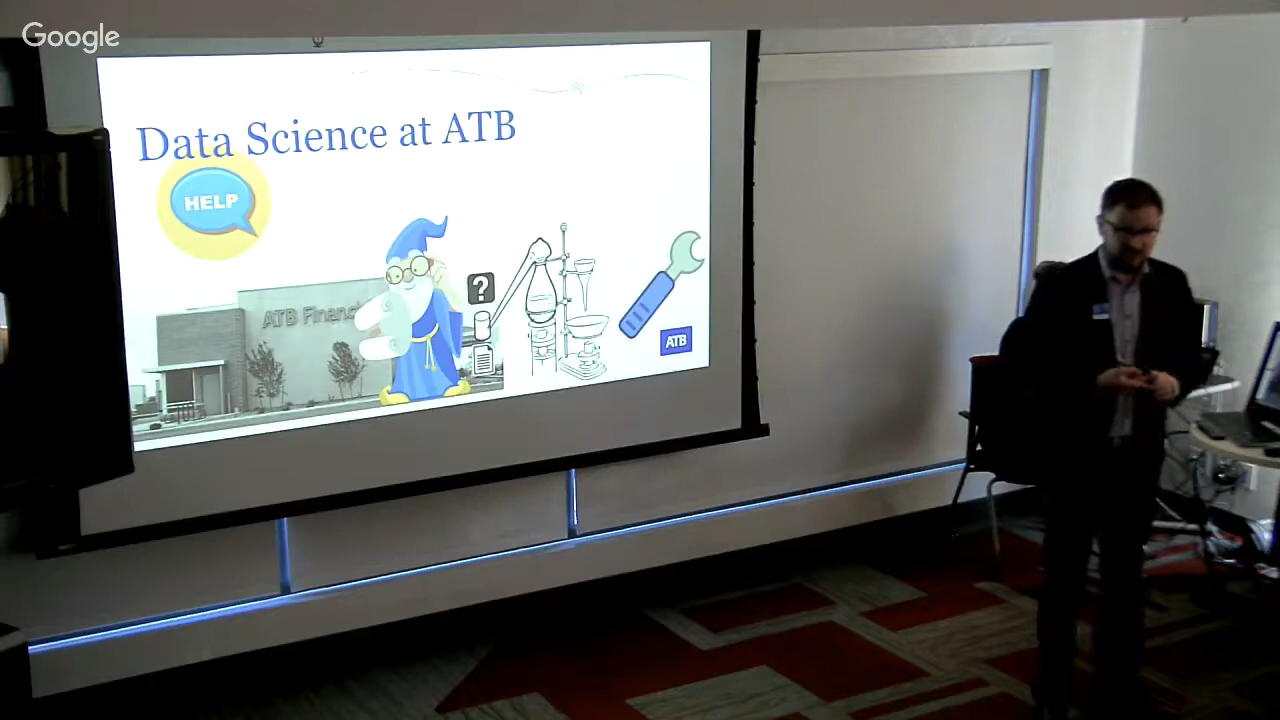 Google
Data Science at ATB
HELP
ATB Financ
?
ATB